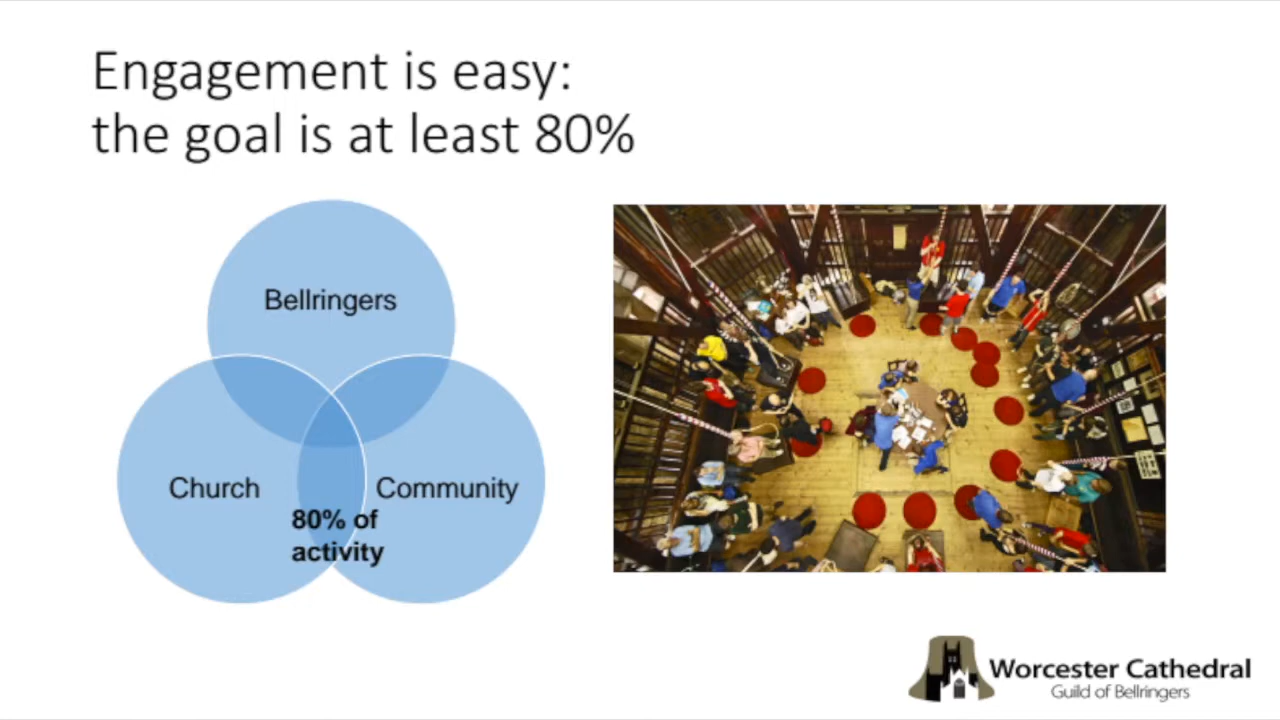 Engagement is easy:
the goal is at least 80%
Bellringers
Church
Community
80% of
activity
Worcester Cathedral
Guild of Bellringers